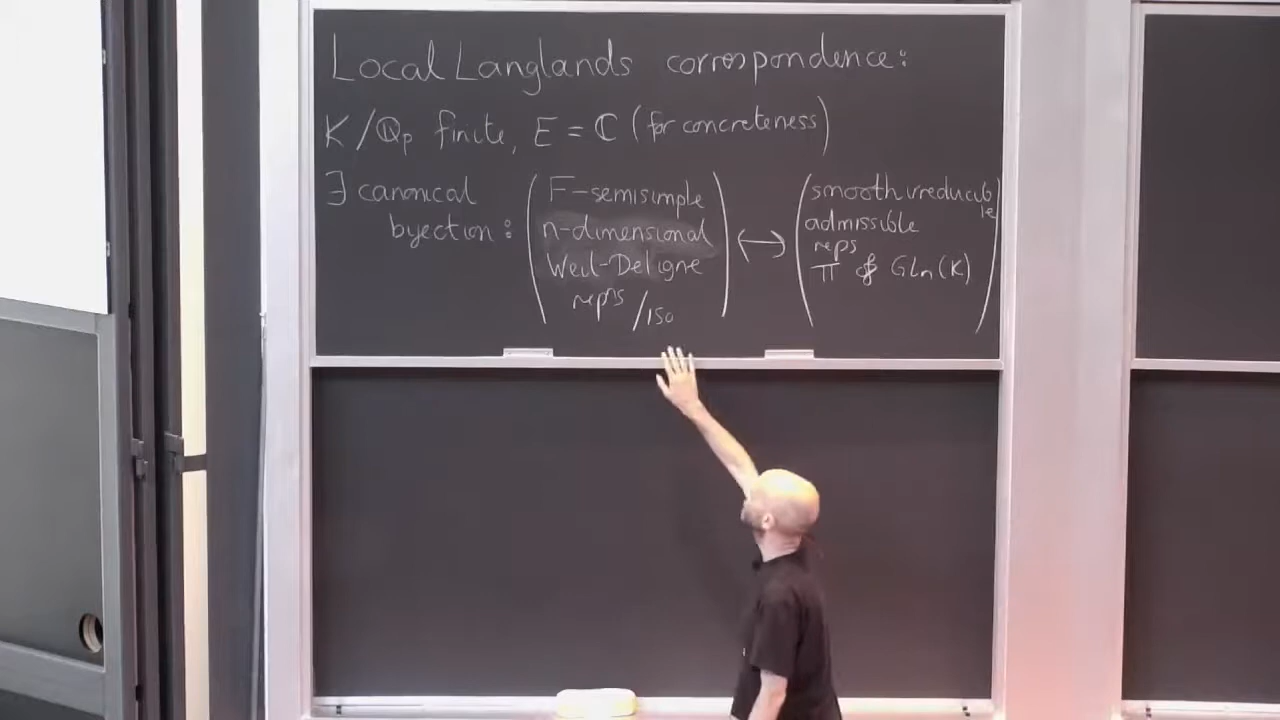 Local Langlands correspondence:
K/ℚp finite, E = ℂ (for concreteness)
∃ canonical bijection: (F-semisimple n-dimensional Weil-Deligne repns /iso) ↔ (smooth irreducible admissible reps π of GLn(K))